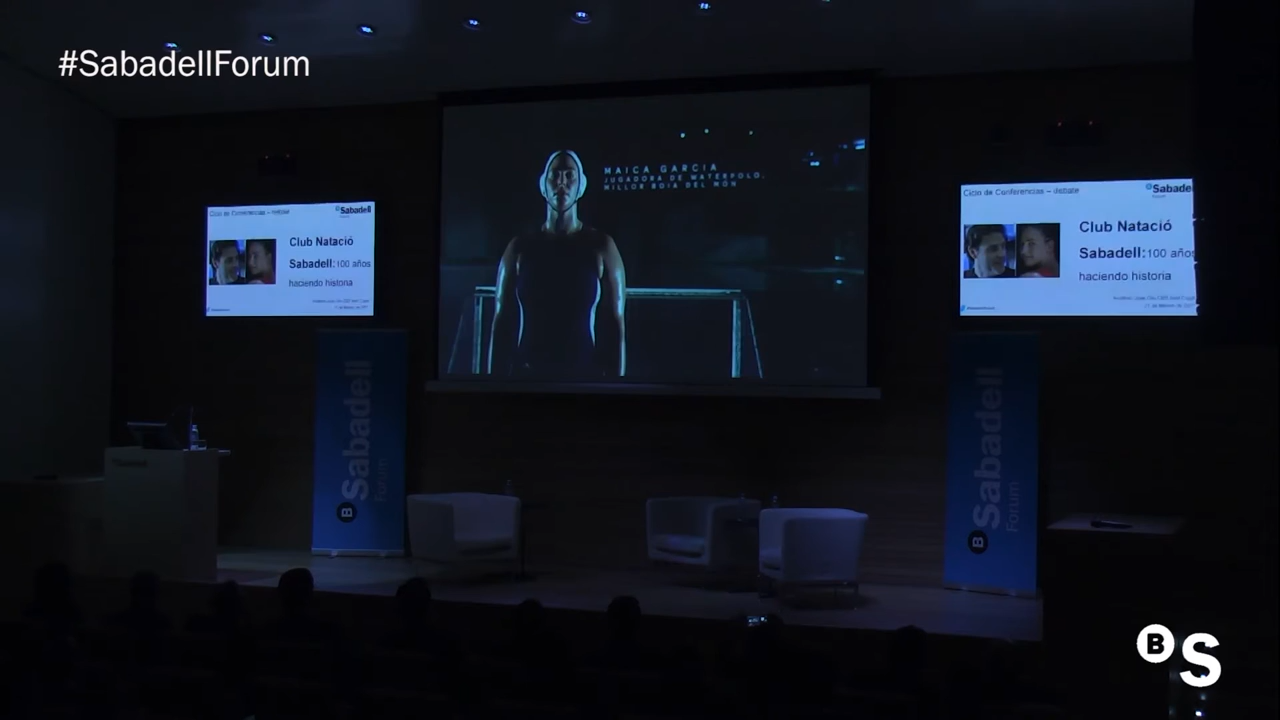 #SabadellForum
MAICA GARCIA
JUGADORA DE WATERPOLO,
MILLOR BOIA DEL MÓN
Ciclo de Conferencias – debate
Sabadell
Club Natació
Sabadell: 100 años
haciendo historia
Ciclo de Conferencias – debate
Sabade
Club Natació
Sabadell: 100 años
haciendo historia
B Sabadell
Forum
B Sabadell
Forum
B S